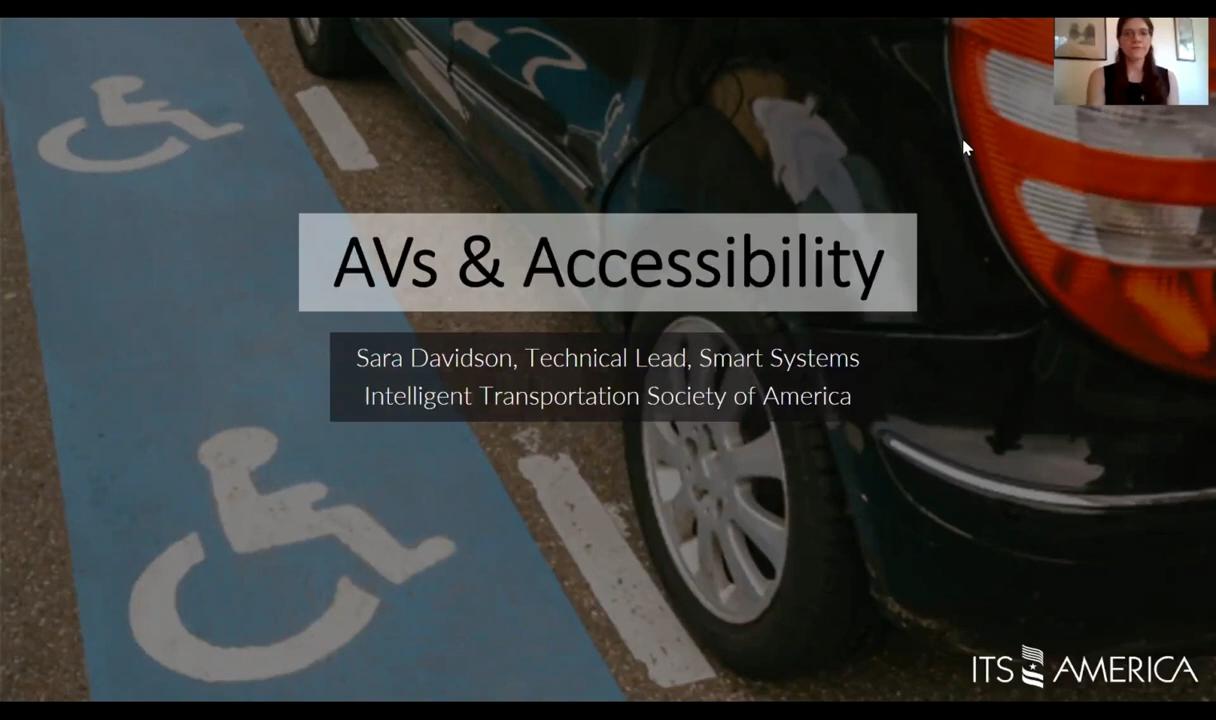 AVs & Accessibility
Sara Davidson, Technical Lead, Smart Systems
Intelligent Transportation Society of America
ITS AMERICA